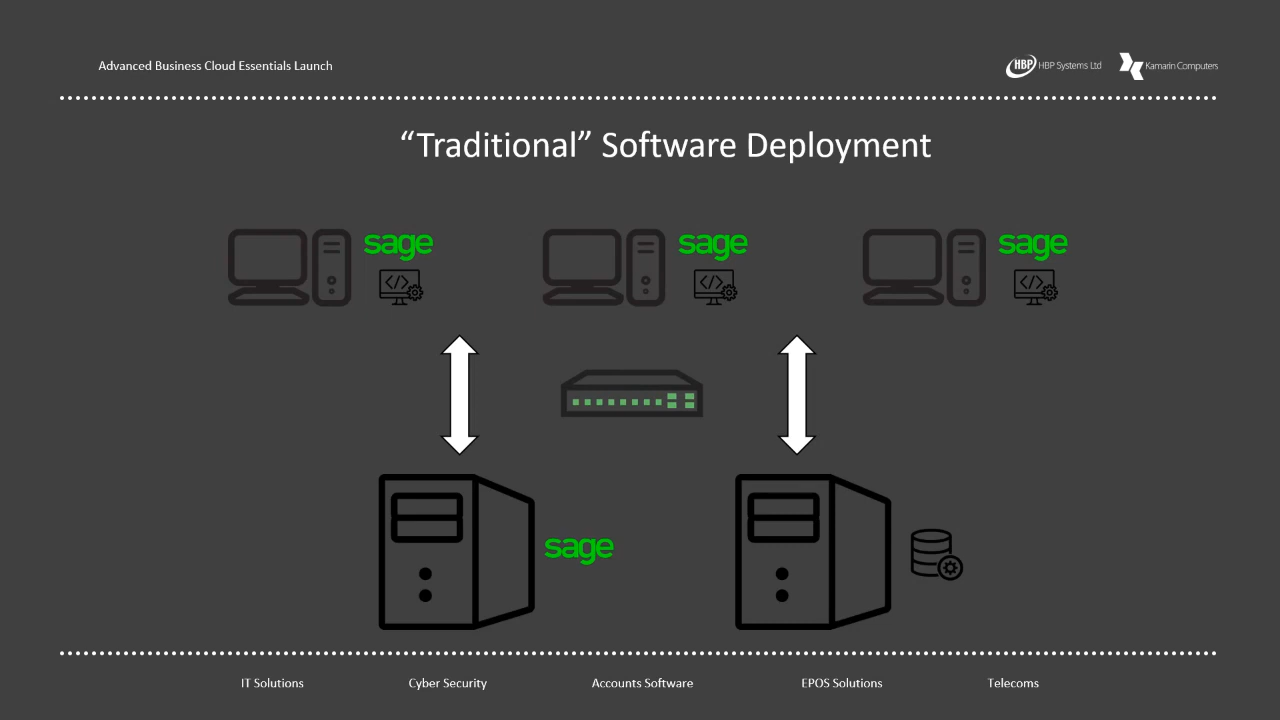 Advanced Business Cloud Essentials Launch
HBP HBP Systems Ltd
Kamarin Computers
“Traditional” Software Deployment
sage
sage
sage
</>
</>
</>
sage
IT Solutions
Cyber Security
Accounts Software
EPOS Solutions
Telecoms